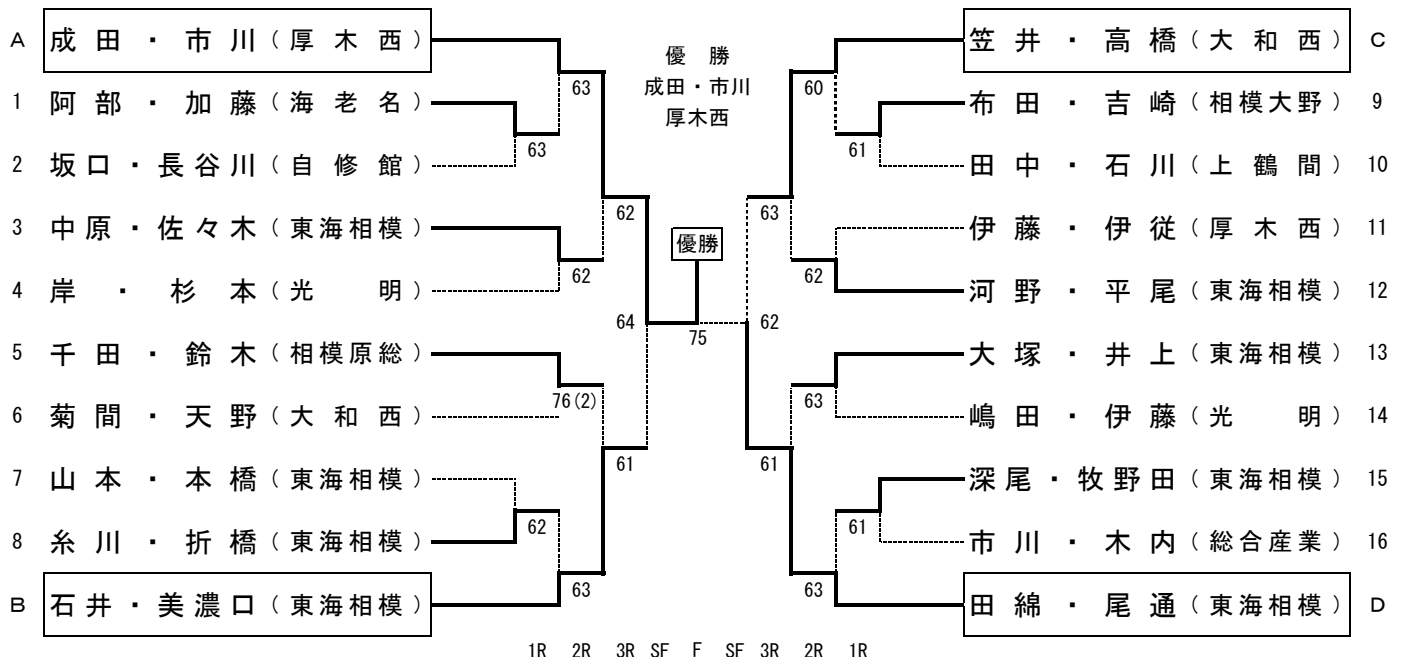 A 成田・市川(厚木西)
1 阿部・加藤(海老名)
2 坂口・長谷川(自修館)
3 中原・佐々木(東海相模)
4 岸・杉本(光明)
5 千田・鈴木(相模原総)
6 菊間・天野(大和西)
7 山本・本橋(東海相模)
8 糸川・折橋(東海相模)
B 石井・美濃口(東海相模)
63
63
62
62
64
76(2)
61
62
63
優勝
成田・市川
厚木西
優勝
75
笠井・高橋(大和西) C
布田・吉崎(相模大野) 9
田中・石川(上鶴間) 10
伊藤・伊従(厚木西) 11
河野・平尾(東海相模) 12
大塚・井上(東海相模) 13
嶋田・伊藤(光明) 14
深尾・牧野田(東海相模) 15
市川・木内(総合産業) 16
田綿・尾通(東海相模) D
60
61
63
62
62
63
61
61
63
1R 2R 3R SF F SF 3R 2R 1R